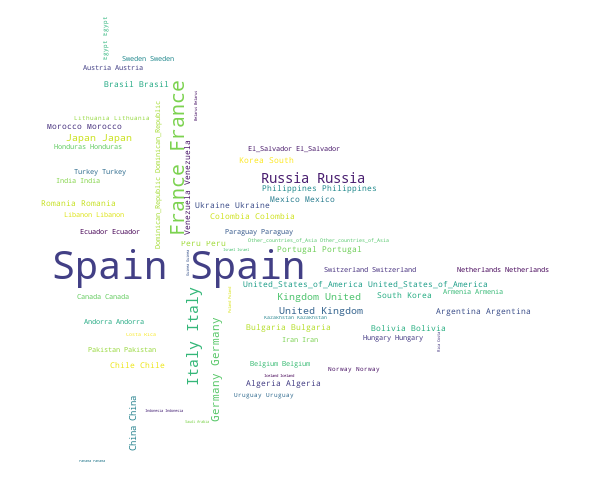 Egypt Egypt
Sweden Sweden
Austria Austria
Brasil Brasil
Belarus Belarus
France France
Dominican_Republic Dominican_Republic
Lithuania Lithuania
Morocco Morocco
Japan Japan
Honduras Honduras
Venezuela Venezuela
El_Salvador El_Salvador
Korea South
Turkey Turkey
India India
Russia Russia
Philippines Philippines
Mexico Mexico
Romania Romania
Libanon Libanon
Ukraine Ukraine
Colombia Colombia
Ecuador Ecuador
Paraguay Paraguay
Peru Peru
Other_countries_of_Asia Other_countries_of_Asia
Israel Israel
Portugal Portugal
Spain Spain
Switzerland Switzerland
Netherlands Netherlands
United_States_of_America United_States_of_America
Canada Canada
Italy Italy
Kingdom United
South Korea
Armenia Armenia
United Kingdom
Argentina Argentina
Andorra Andorra
Kazakhstan Kazakhstan
Germany Germany
Bulgaria Bulgaria
Bolivia Bolivia
Iran Iran
Hungary Hungary
Pakistan Pakistan
Chile Chile
Belgium Belgium
Norway Norway
Iceland Iceland
Algeria Algeria
Uruguay Uruguay
China China
Indonesia Indonesia
Saudi Arabia